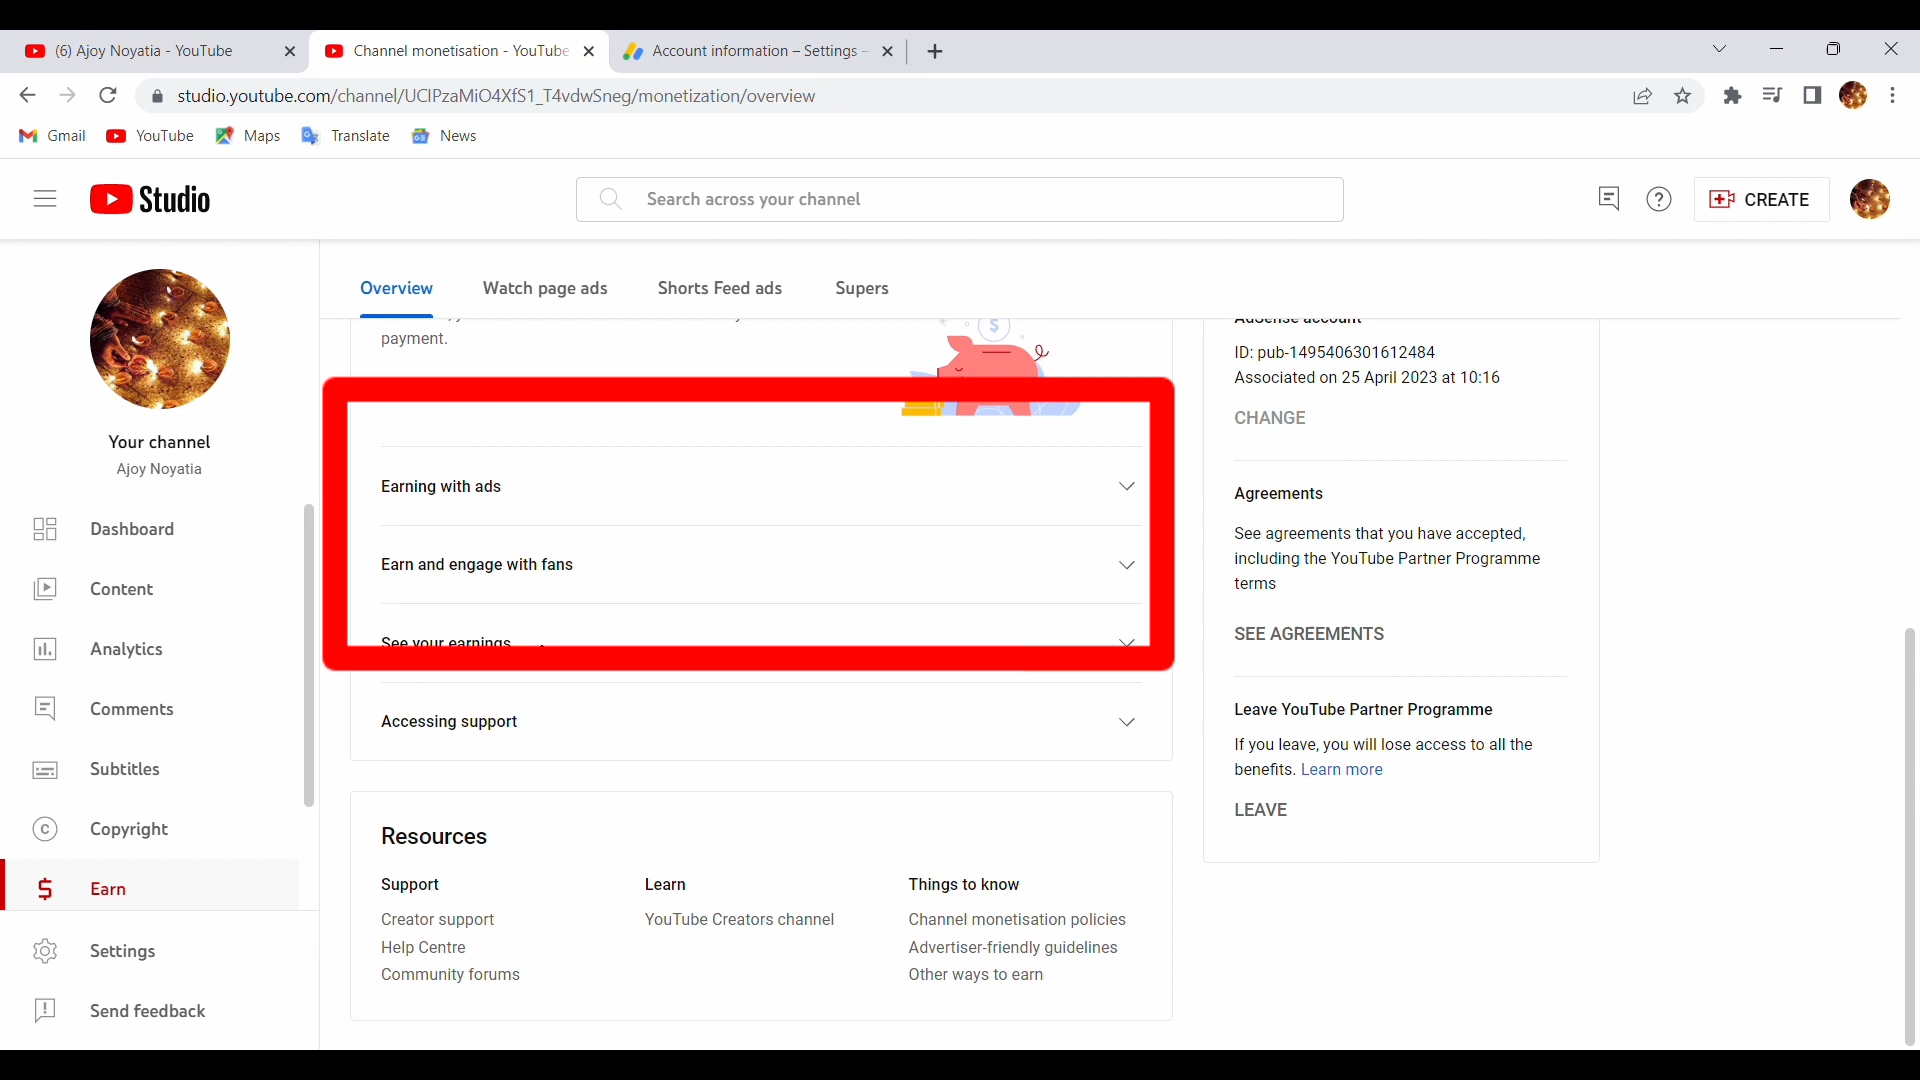 (6) Ajoy Noyatia - YouTube
Channel monetisation - YouTube
Account information – Settings –
studio.youtube.com/channel/UCIPzaMiO4XfS1_T4vdwSneg/monetization/overview
Gmail
YouTube
Maps
Translate
News
Studio
Search across your channel
CREATE
Your channel
Ajoy Noyatia
Dashboard
Content
Analytics
Comments
Subtitles
Copyright
Earn
Settings
Send feedback
Overview
Watch page ads
Shorts Feed ads
Supers
payment.
Earning with ads
Earn and engage with fans
See your earnings
Accessing support
Resources
Support
Creator support
Help Centre
Community forums
Learn
YouTube Creators channel
Things to know
Channel monetisation policies
Advertiser-friendly guidelines
Other ways to earn
AdSense account
ID: pub-1495406301612484
Associated on 25 April 2023 at 10:16
CHANGE
Agreements
See agreements that you have accepted,
including the YouTube Partner Programme
terms
SEE AGREEMENTS
Leave YouTube Partner Programme
If you leave, you will lose access to all the
benefits. Learn more
LEAVE